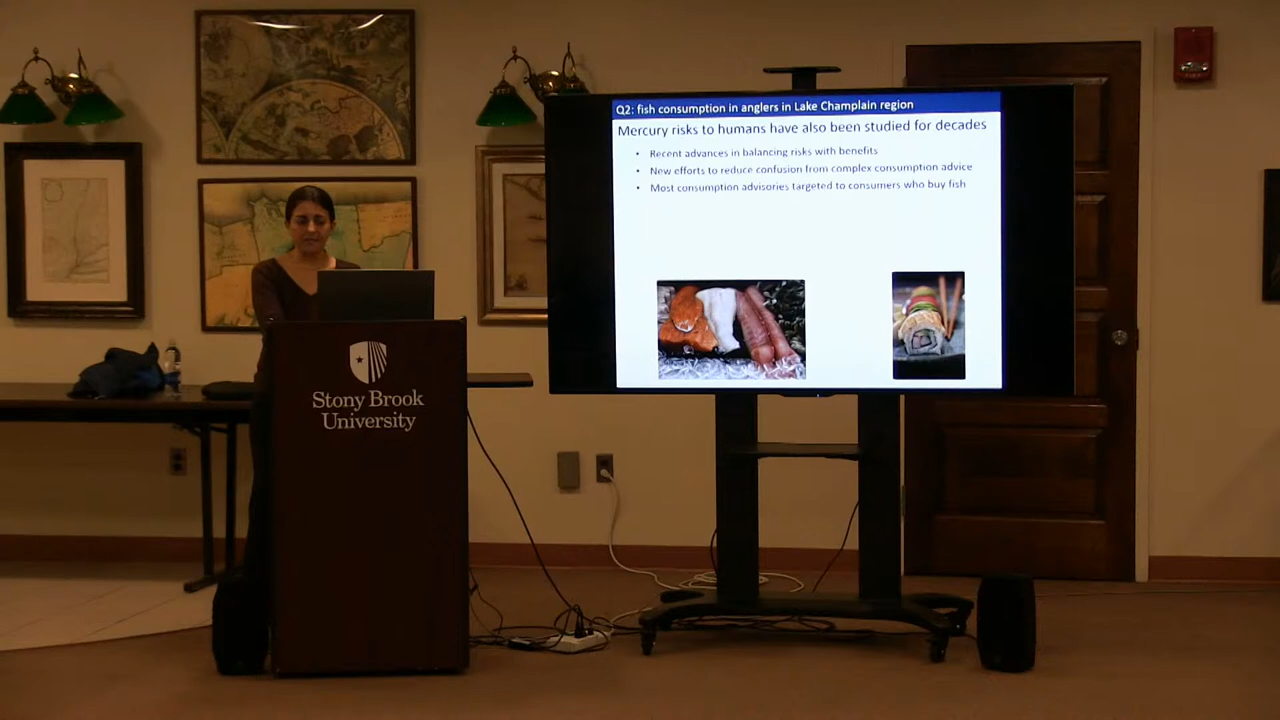 Q2: fish consumption in anglers in Lake Champlain region
Mercury risks to humans have also been studied for decades
• Recent advances in balancing risks with benefits
• New efforts to reduce confusion from complex consumption advice
• Most consumption advisories targeted to consumers who buy fish
Stony Brook
University